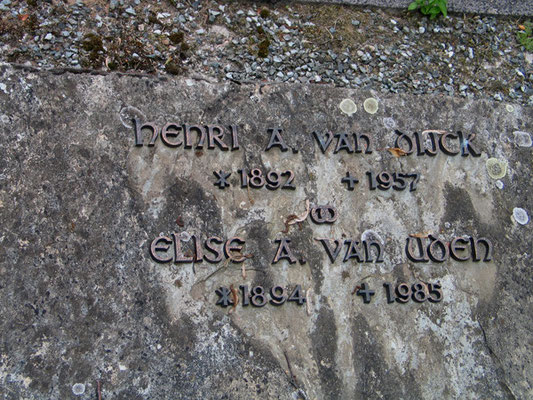 HENRI A. VAN DIJCK
* 1892 + 1957
∞
ELISE A. VAN UDEN
* 1894 + 1985